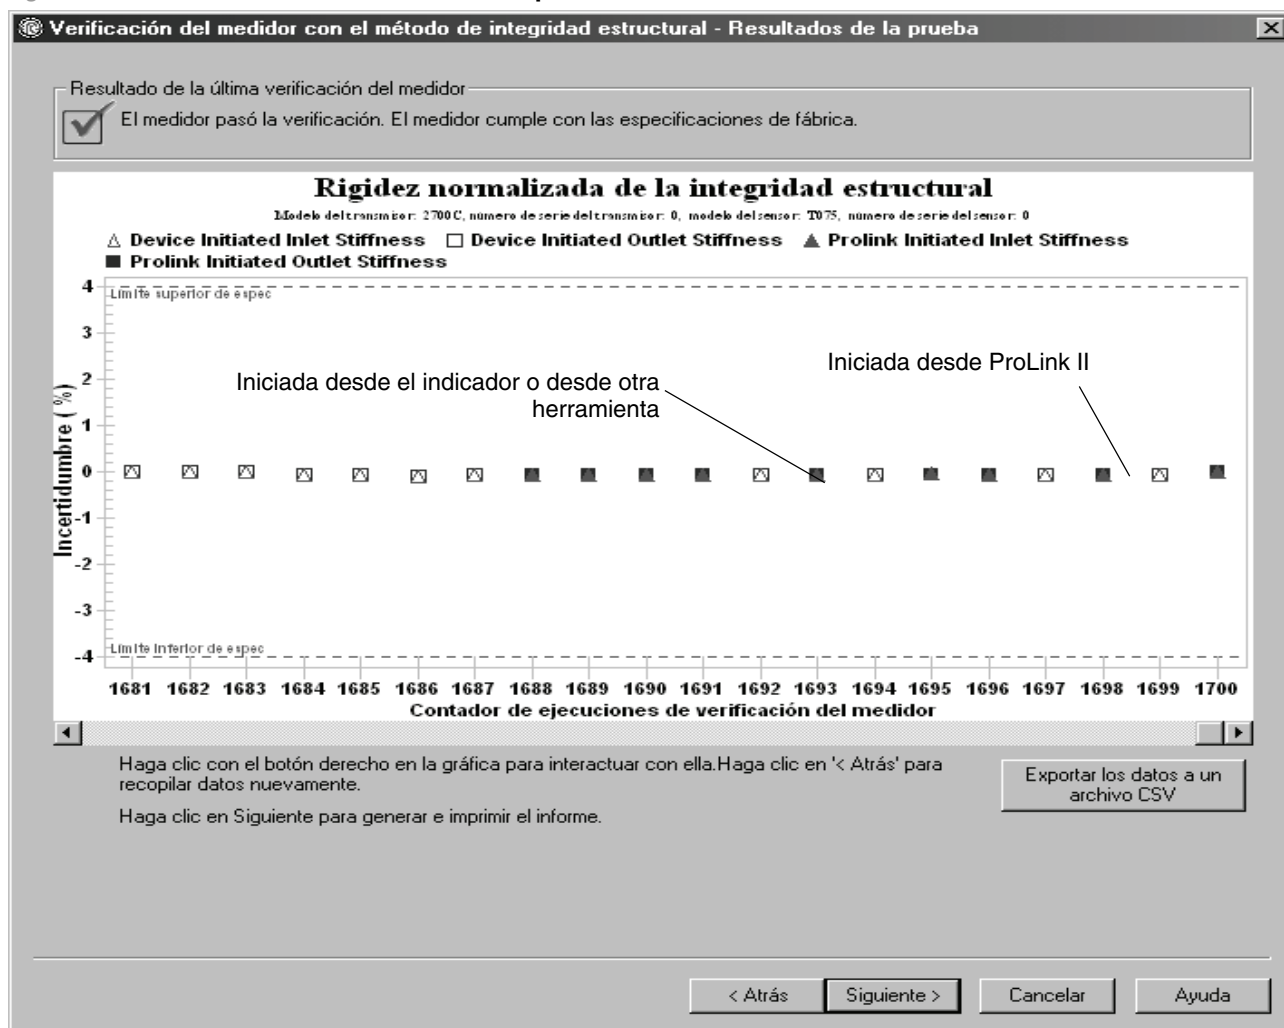 Verificación del medidor con el método de integridad estructural - Resultados de la prueba
Resultado de la última verificación del medidor
El medidor pasó la verificación. El medidor cumple con las especificaciones de fábrica.
Rigidez normalizada de la integridad estructural
Modelo del transmisor: 2700C, número de serie del transmisor: 0, modelo del sensor: T075, número de serie del sensor: 0
Device Initiated Inlet Stiffness Device Initiated Outlet Stiffness Prolink Initiated Inlet Stiffness
Prolink Initiated Outlet Stiffness
4
Límite superior de espec
3
Iniciada desde ProLink II
2
Iniciada desde el indicador o desde otra
herramienta
1
0
-1
-2
-3
-4
Límite inferior de espec
Incertidumbre (%)
1681 1682 1683 1684 1685 1686 1687 1688 1689 1690 1691 1692 1693 1694 1695 1696 1697 1698 1699 1700
Contador de ejecuciones de verificación del medidor
Haga clic con el botón derecho en la gráfica para interactuar con ella.Haga clic en '< Atrás' para
recopilar datos nuevamente.
Haga clic en Siguiente para generar e imprimir el informe.
Exportar los datos a un
archivo CSV
< Atrás
Siguiente >
Cancelar
Ayuda